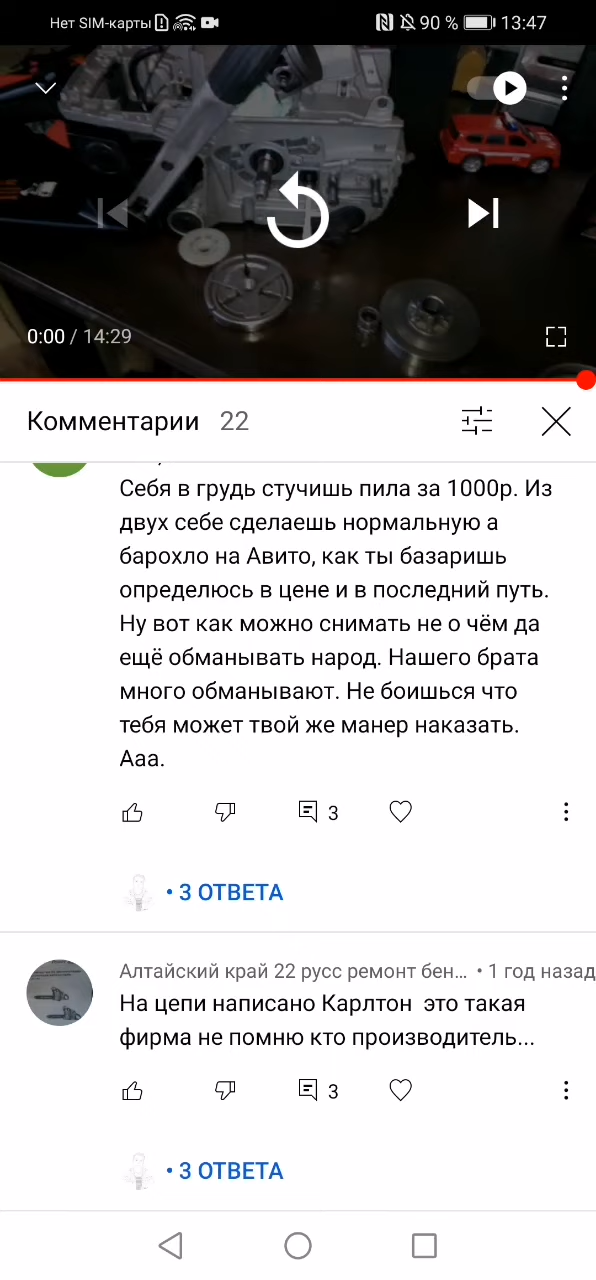 Нет SIM-карты 90 % 13:47
0:00 / 14:29
Комментарии 22
Себя в грудь стучишь пила за 1000р. Из
двух себе сделаешь нормальную а
барохло на Авито, как ты базаришь
определюсь в цене и в последний путь.
Ну вот как можно снимать не о чём да
ещё обманывать народ. Нашего брата
много обманывают. Не боишься что
тебя может твой же манер наказать.
Ааа.
3
• 3 ОТВЕТА
Алтайский край 22 русс ремонт бен... • 1 год назад
На цепи написано Карлтон это такая
фирма не помню кто производитель...
3
• 3 ОТВЕТА